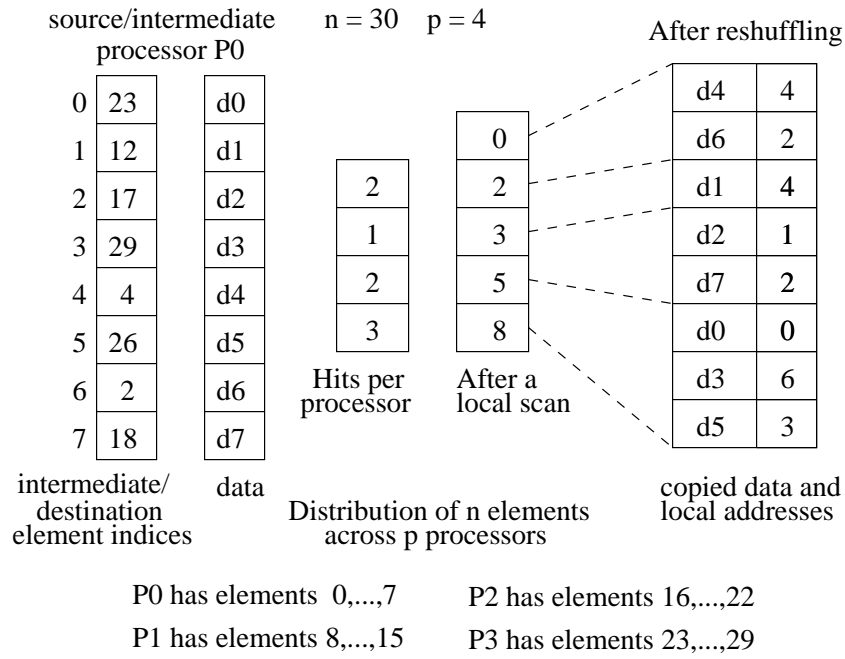 source/intermediate
processor P0
n = 30 p = 4
After reshuffling
0 23 d0
1 12 d1
2 17 d2
3 29 d3
4 4 d4
5 26 d5
6 2 d6
7 18 d7
intermediate/
destination
element indices
data
2
1
2
3
Hits per
processor
0
2
3
5
8
After a
local scan
d4 4
d6 2
d1 4
d2 1
d7 2
d0 0
d3 6
d5 3
copied data and
local addresses
Distribution of n elements
across p processors
P0 has elements 0,...,7
P2 has elements 16,...,22
P1 has elements 8,...,15
P3 has elements 23,...,29